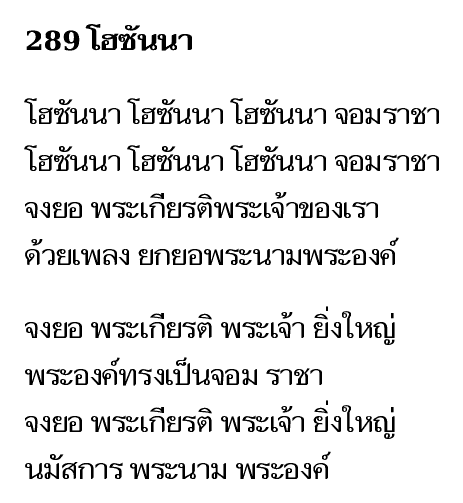 289 โฮซันนา
โฮซันนา โฮซันนา โฮซันนา จอมราชา
โฮซันนา โฮซันนา โฮซันนา จอมราชา
จงยอ พระเกียรติพระเจ้าของเรา
ด้วยเพลง ยกยอพระนามพระองค์
จงยอ พระเกียรติ พระเจ้า ยิ่งใหญ่
พระองค์ทรงเป็นจอม ราชา
จงยอ พระเกียรติ พระเจ้า ยิ่งใหญ่
นมัสการ พระนาม พระองค์